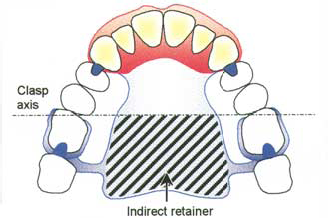 Clasp
axis
Indirect retainer